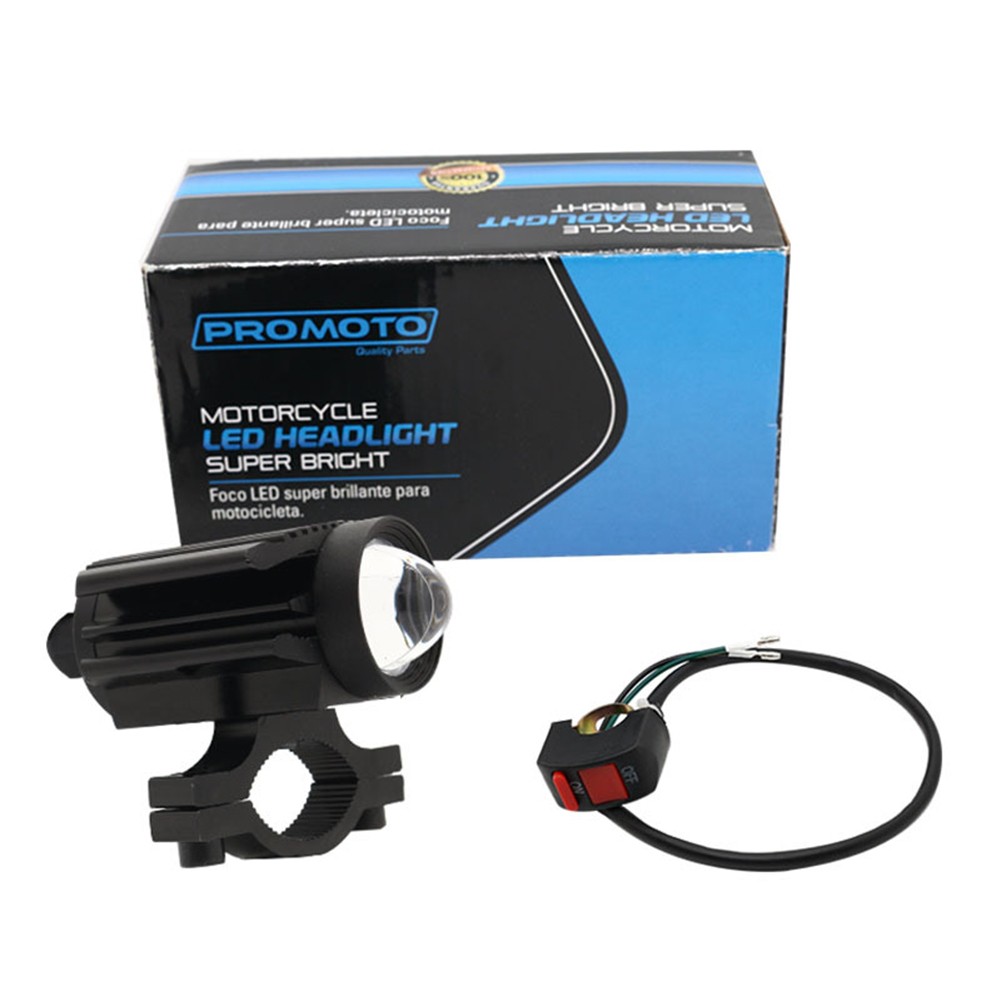 100%
Foco LED super brillante para
motocicleta.
MOTORCYCLE
LED HEADLIGHT
SUPER BRIGHT
PROMOTO
Quality Parts
MOTORCYCLE
LED HEADLIGHT
SUPER BRIGHT
Foco LED super brillante para
motocicleta.
OFF
ON